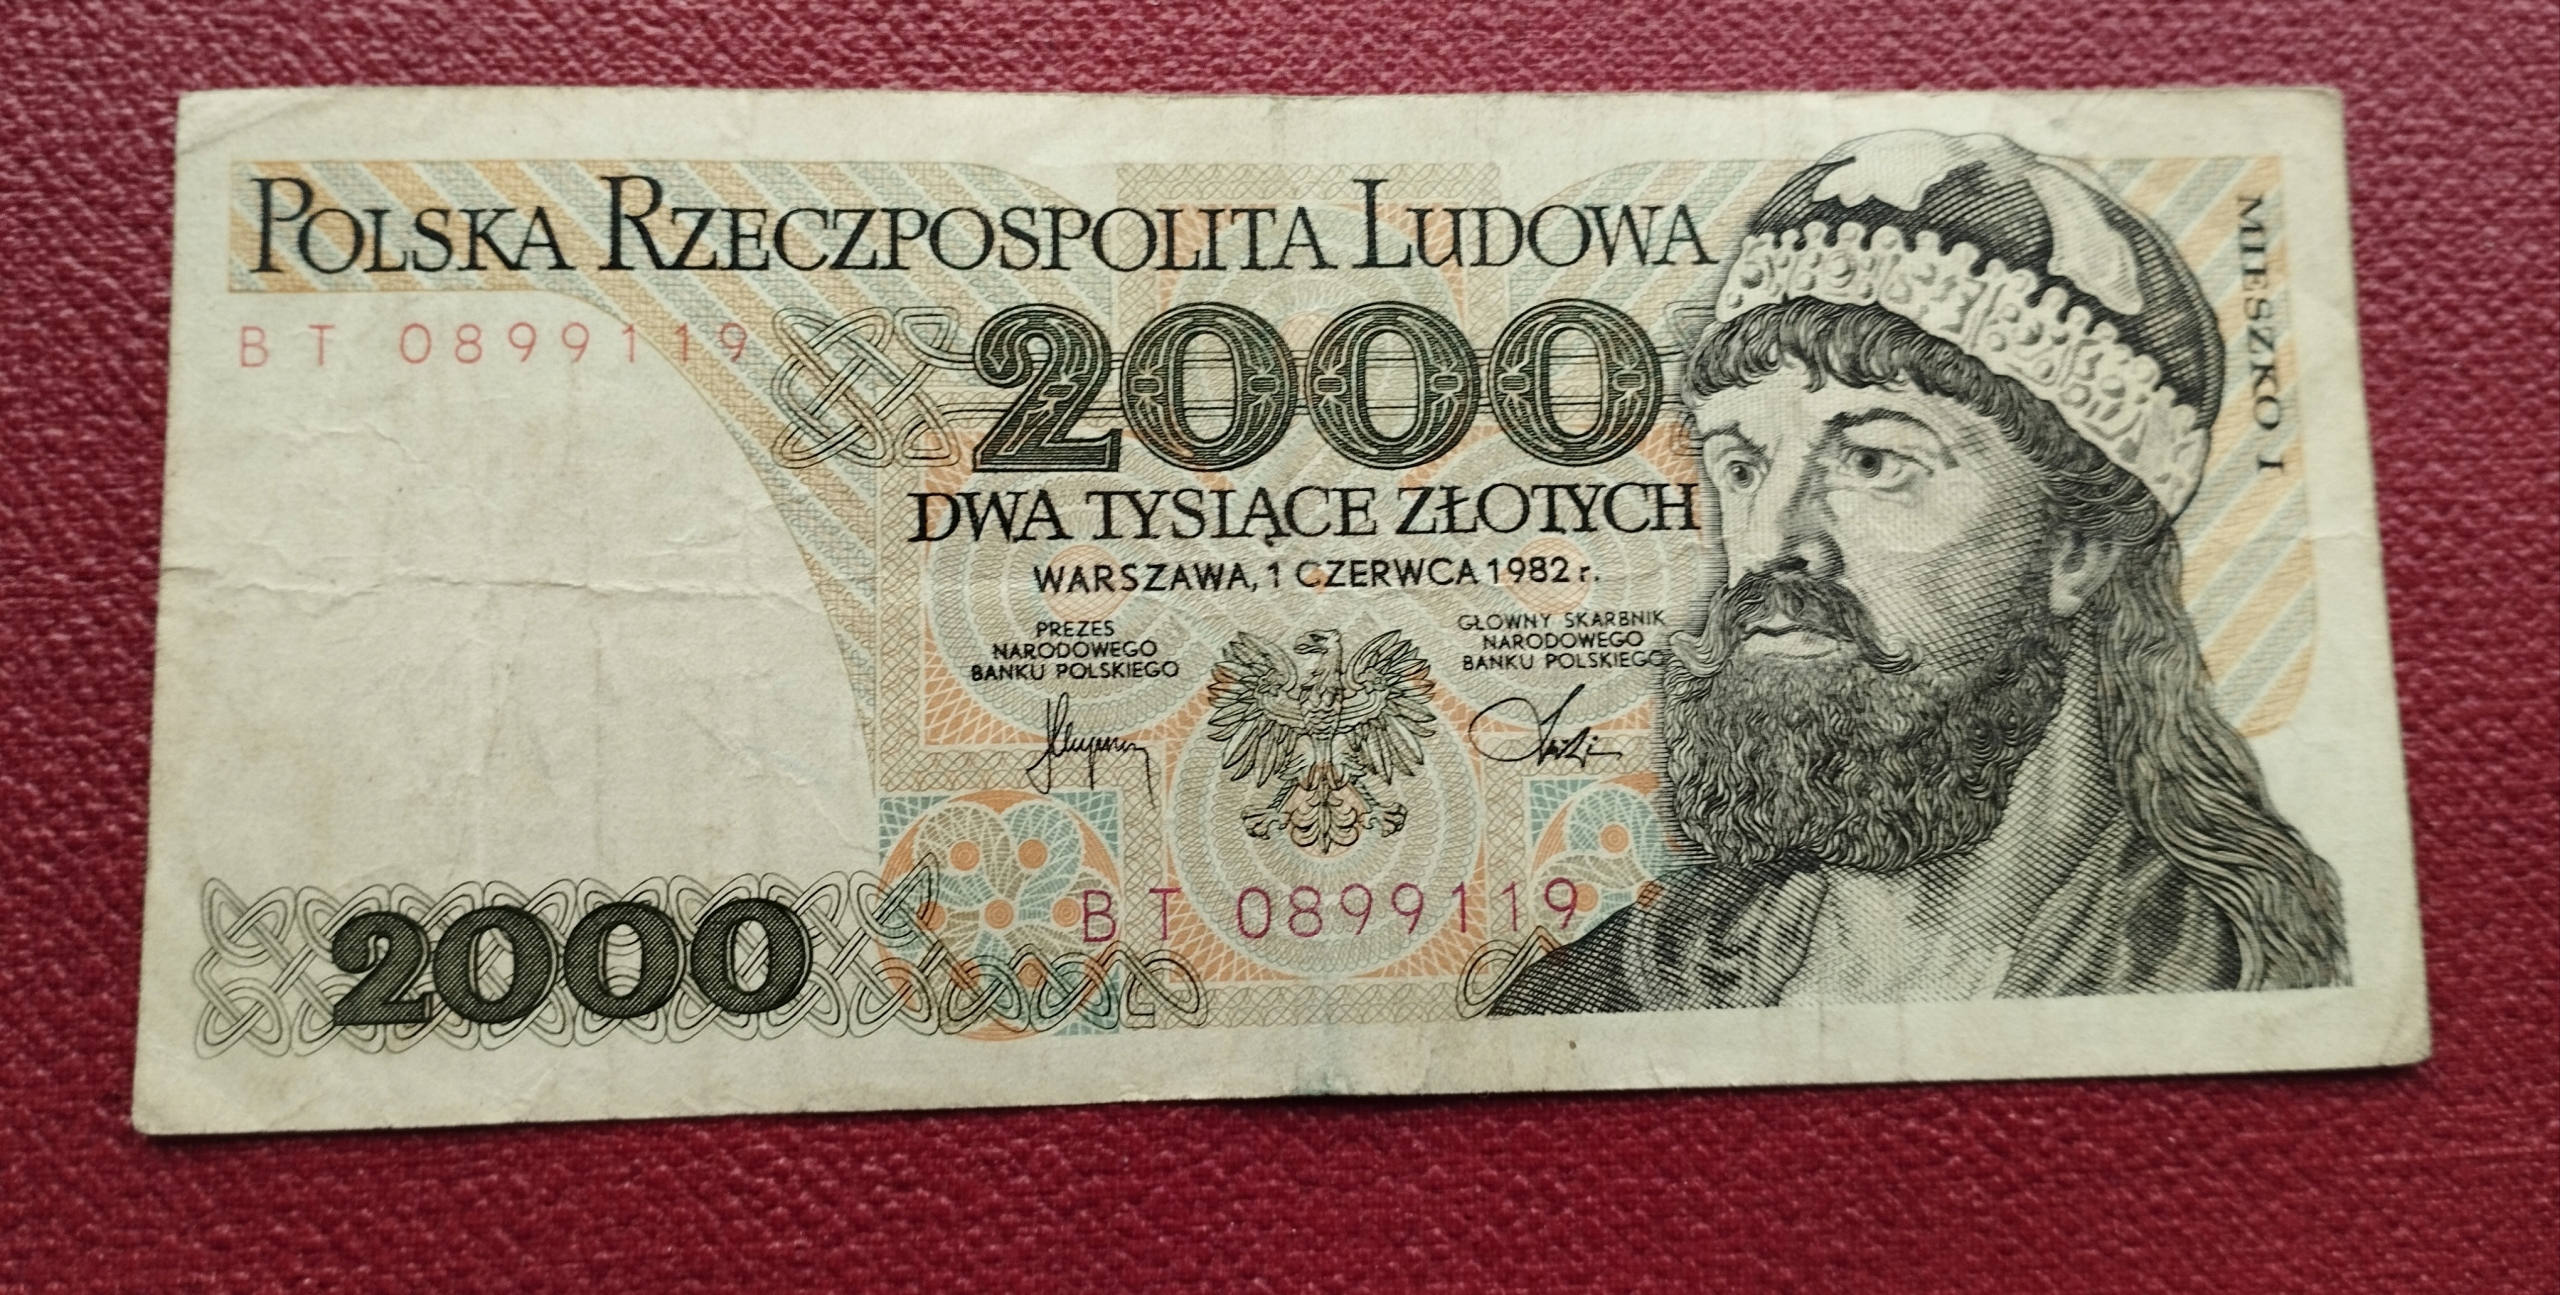 POLSKA RZECZPOSPOLITA LUDOWA
MIESZKO I
BT 0899119
2000
DWA TYSIĄCE ZŁOTYCH
WARSZAWA, 1 CZERWCA 1982 r.
PREZES
NARODOWEGO
BANKU POLSKIEGO
GŁÓWNY SKARBNIK
NARODOWEGO
BANKU POLSKIEGO
BT 0899119
2000